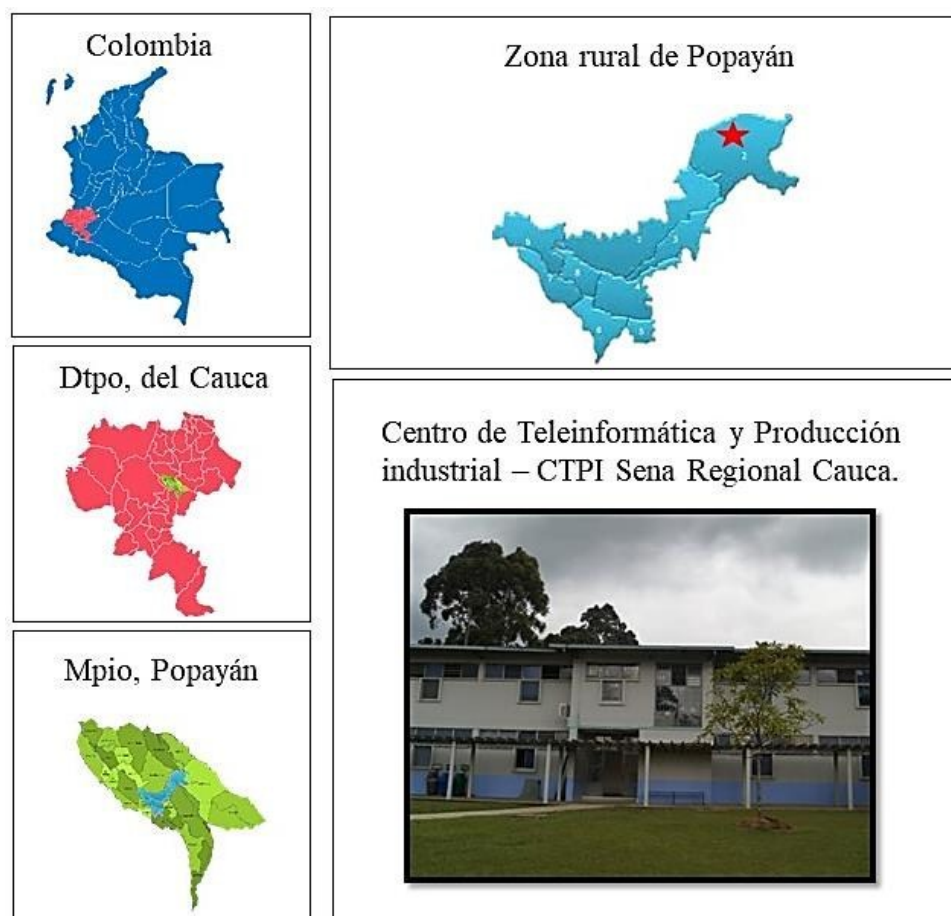 Colombia
Zona rural de Popayán
2
Dtpo, del Cauca
Centro de Teleinformática y Producción
industrial – CTPI Sena Regional Cauca.
Mpio, Popayán